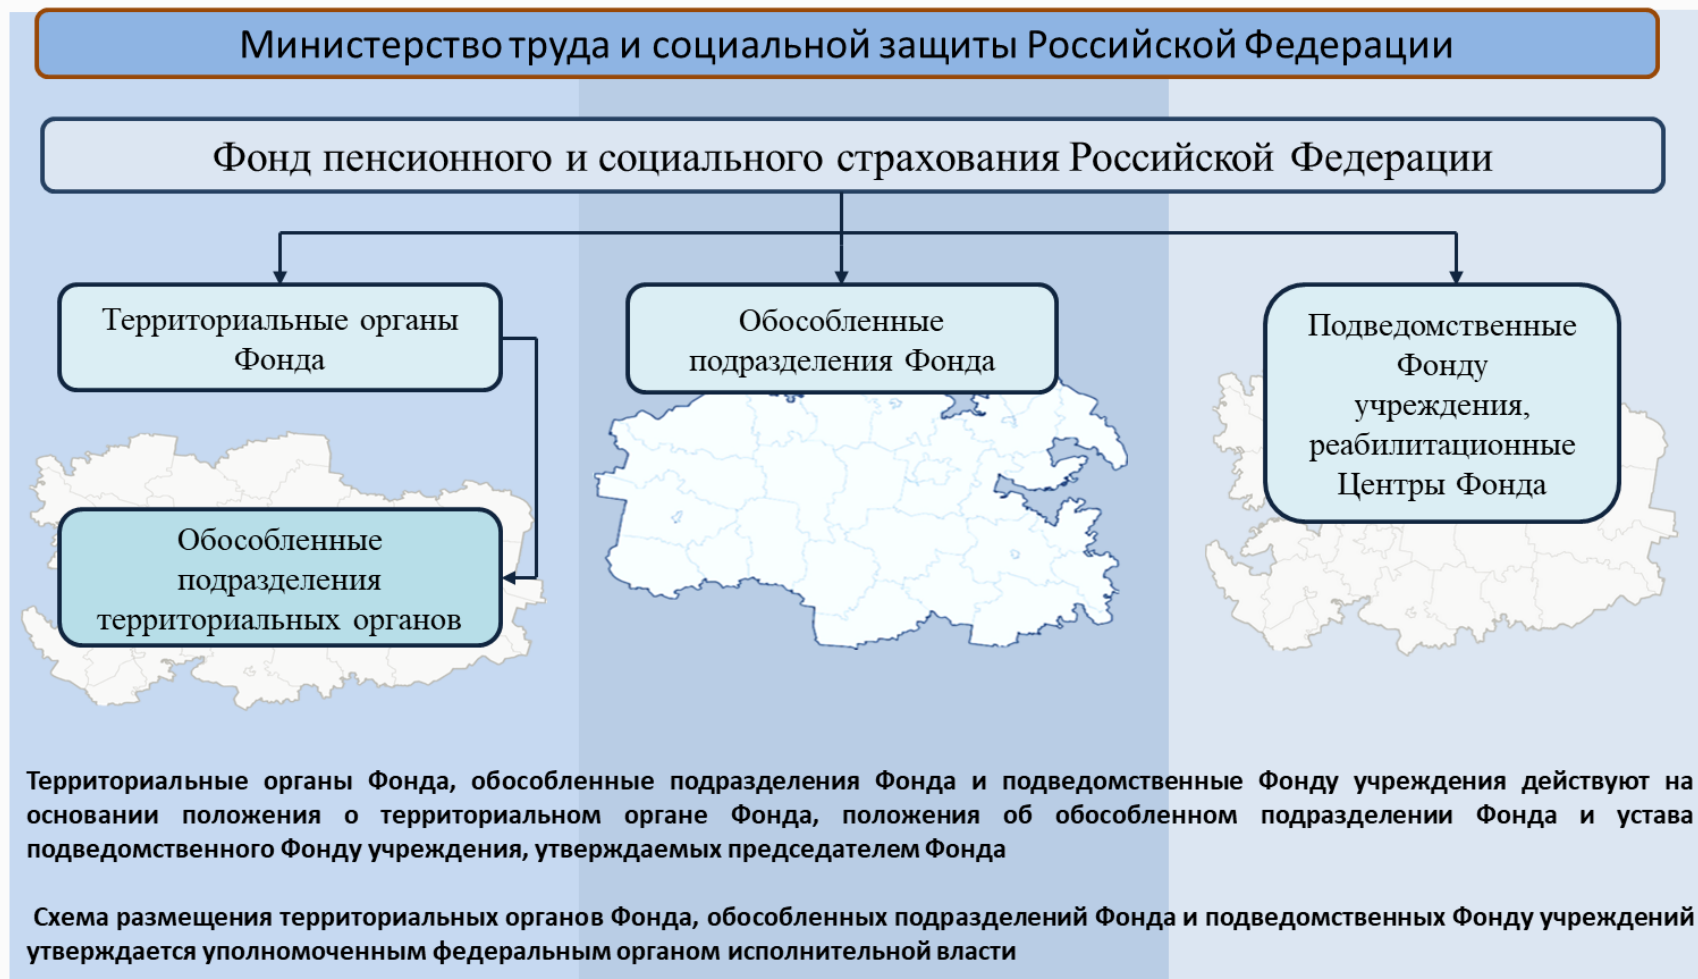 Министерство труда и социальной защиты Российской Федерации
Фонд пенсионного и социального страхования Российской Федерации
Территориальные органы
Фонда
Обособленные
подразделения
территориальных органов
Обособленные
подразделения Фонда
Подведомственные
Фонду
учреждения,
реабилитационные
Центры Фонда
Территориальные органы Фонда, обособленные подразделения Фонда и подведомственные Фонду учреждения действуют на
основании положения о территориальном органе Фонда, положения об обособленном подразделении Фонда и устава
подведомственного Фонду учреждения, утверждаемых председателем Фонда
Схема размещения территориальных органов Фонда, обособленных подразделений Фонда и подведомственных Фонду учреждений
утверждается уполномоченным федеральным органом исполнительной власти